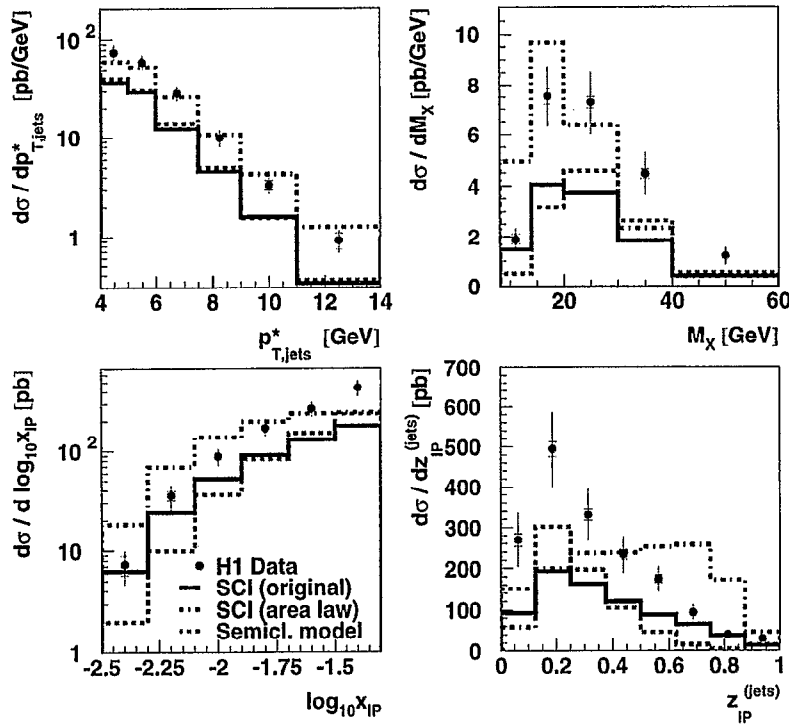 dσ / dp*T,jets [pb/GeV]
10²
10
1
4 6 8 10 12 14
p*T,jets [GeV]
dσ / dMX [pb/GeV]
10
8
6
4
2
0
20 40 60
MX [GeV]
dσ / d log10xIP [pb]
10²
10
1
-2.5 -2.25 -2 -1.75 -1.5
log10xIP
H1 Data
SCI (original)
SCI (area law)
Semicl. model
dσ / dzIP(jets) [pb]
700
600
500
400
300
200
100
0
0 0.2 0.4 0.6 0.8 1
zIP(jets)